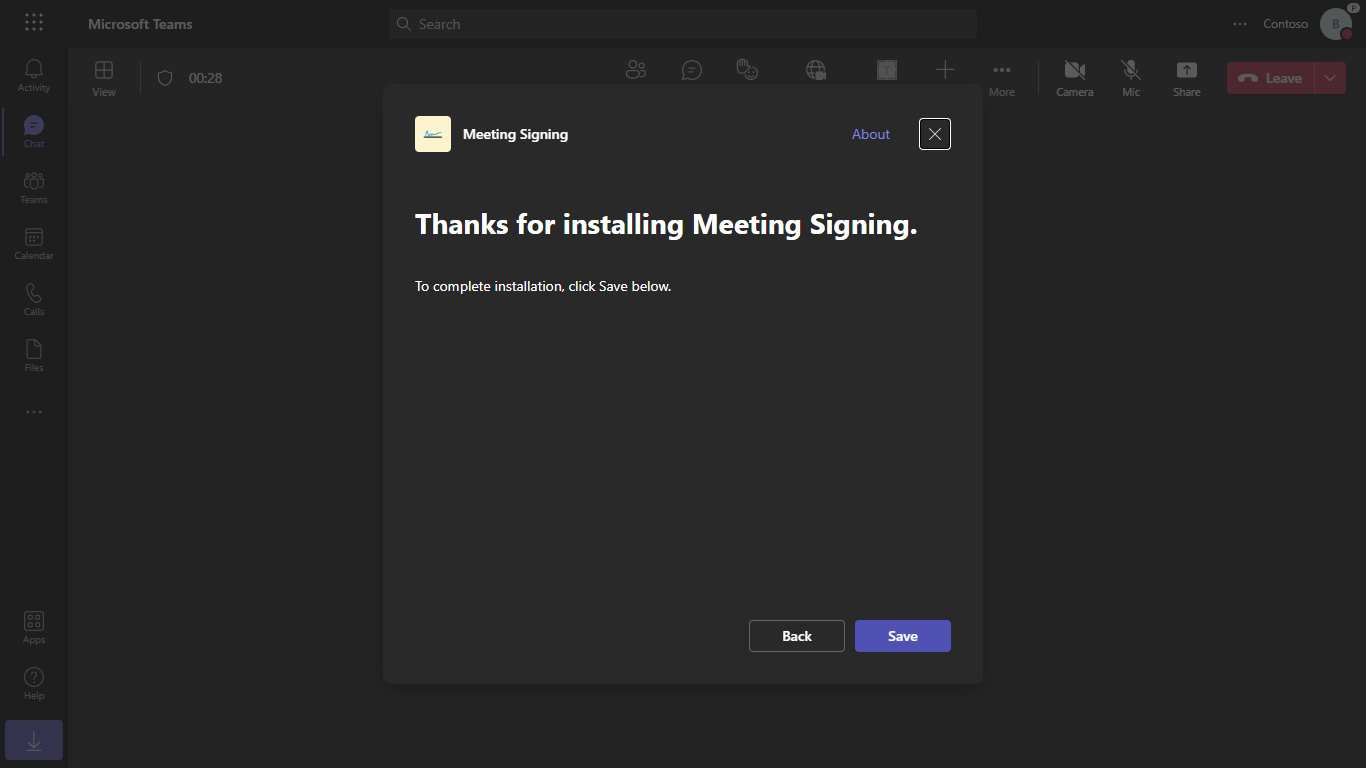 Microsoft Teams
Search
Contoso
P
B
Activity
Chat
Teams
Calendar
Calls
Files
Apps
Help
View
00:28
More
Camera
Mic
Share
Leave
Meeting Signing
About
Thanks for installing Meeting Signing.
To complete installation, click Save below.
Back
Save